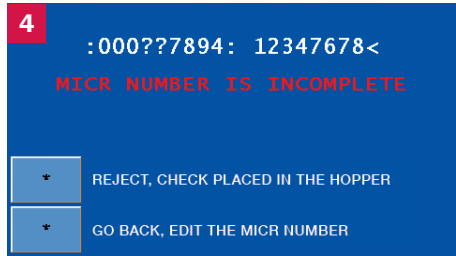 4
:000??7894: 12347678<
MICR NUMBER IS INCOMPLETE
* REJECT, CHECK PLACED IN THE HOPPER
* GO BACK, EDIT THE MICR NUMBER